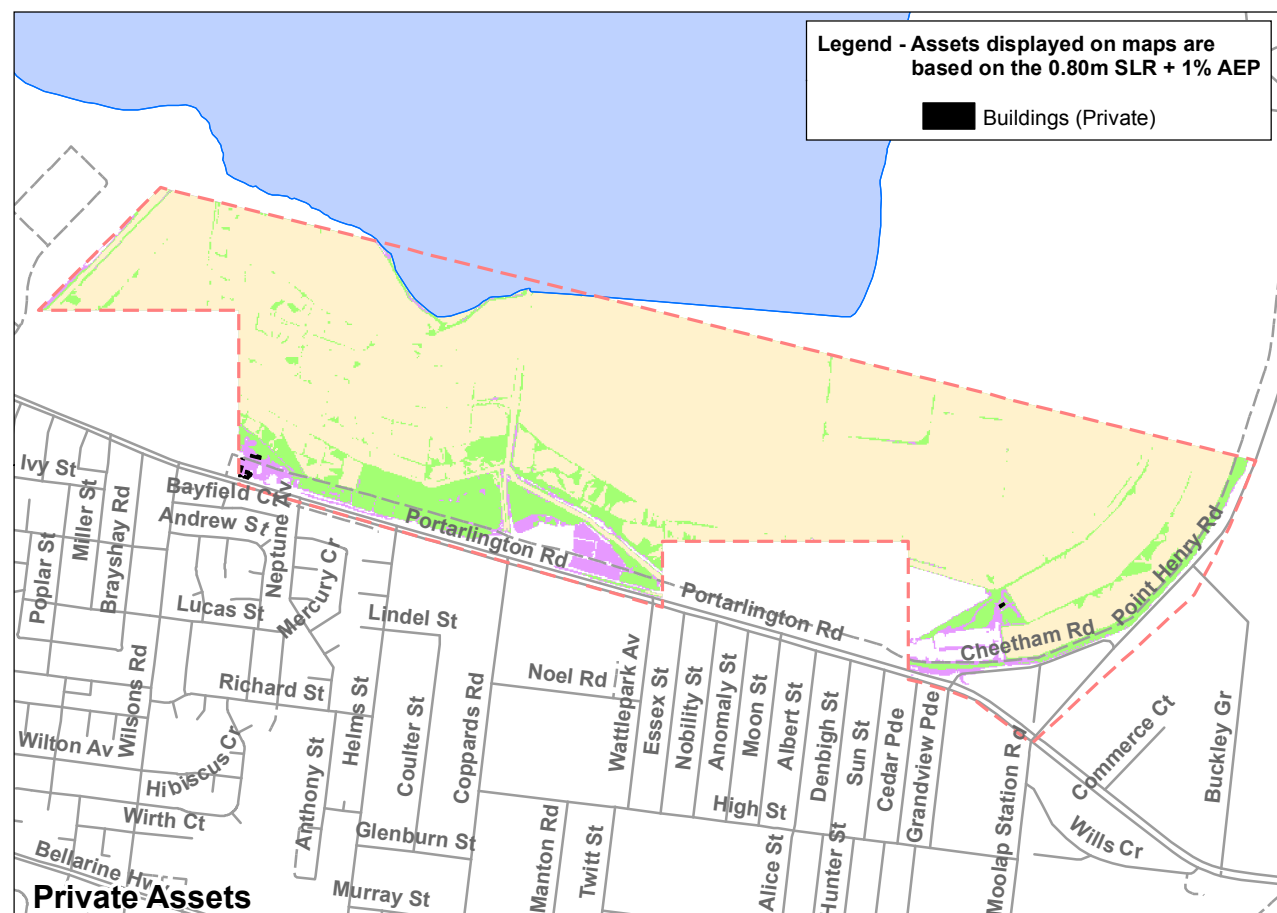 Legend - Assets displayed on maps are
based on the 0.80m SLR + 1% AEP
Buildings (Private)
Ivy St
Miller St
Brayshay Rd
Poplar St
Bayfield Ct
Andrew St
Neptune Av
Mercury Cr
Lucas St
Portarlington Rd
Portarlington Rd
Point Henry Rd
Cheetham Rd
Lindel St
Richard St
Wilsons Rd
Helms St
Coulter St
Coppards Rd
Noel Rd
Wattlepark Av
Essex St
Nobility St
Anomaly St
Moon St
Albert St
Denbigh St
Sun St
Cedar Pde
Grandview Pde
Moolap Station Rd
Commerce Ct
Buckley Gr
Wilton Av
Hibiscus Cr
Wirth Ct
Anthony St
Glenburn St
High St
Manton Rd
Twitt St
Alice St
Hunter St
Wills Cr
Bellarine Hw
Murray St
Private Assets